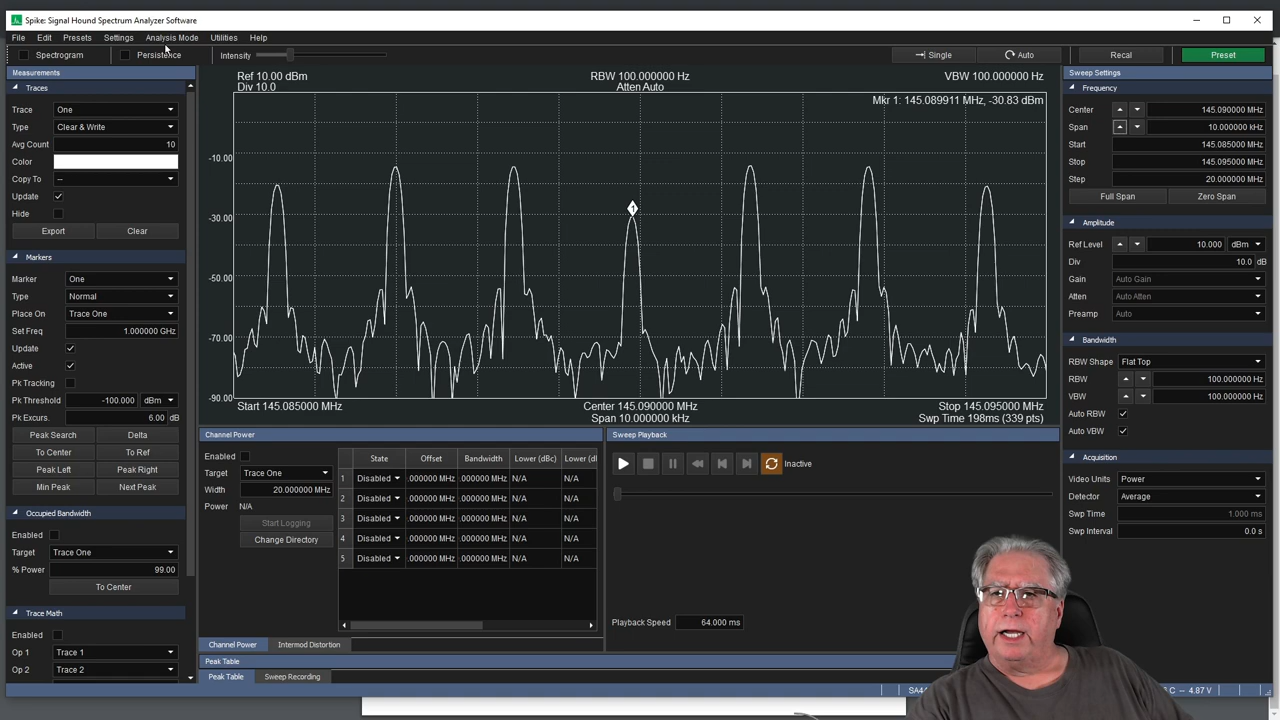 Spike: Signal Hound Spectrum Analyzer Software
File Edit Presets Settings Analysis Mode Utilities Help
Spectrogram Persistence Intensity Single Auto Recal Preset
Measurements
Traces
Trace One
Type Clear & Write
Avg Count 10
Color
Copy To --
Update
Hide
Export Clear
Markers
Marker One
Type Normal
Place On Trace One
Set Freq 1.000000 GHz
Update
Active
Pk Tracking
Pk Threshold -100.000 dBm
Pk Excurs. 6.00 dB
Peak Search Delta
To Center To Ref
Peak Left Peak Right
Min Peak Next Peak
Occupied Bandwidth
Enabled
Target Trace One
% Power 99.00
To Center
Trace Math
Enabled
Op 1 Trace 1
Op 2 Trace 2
Ref 10.00 dBm RBW 100.000000 Hz VBW 100.000000 Hz
Div 10.0 Atten Auto
Mkr 1: 145.089911 MHz, -30.83 dBm
-10.00
1
-30.00
-50.00
-70.00
-90.00
Start 145.085000 MHz Center 145.090000 MHz Stop 145.095000 MHz
Span 10.000000 kHz Swp Time 198ms (339 pts)
Channel Power
Enabled
Target Trace One
Width 20.000000 MHz
Power N/A
Start Logging
Change Directory
State Offset Bandwidth Lower (dBc)
1 Disabled .000000 MHz .000000 MHz N/A N/A
2 Disabled .000000 MHz .000000 MHz N/A N/A
3 Disabled .000000 MHz .000000 MHz N/A N/A
4 Disabled .000000 MHz .000000 MHz N/A N/A
5 Disabled .000000 MHz .000000 MHz N/A N/A
Channel Power Intermod Distortion
Sweep Playback
Inactive
Playback Speed 64.000 ms
Peak Table
Peak Table Sweep Recording
Sweep Settings
Frequency
Center 145.090000 MHz
Span 10.000000 kHz
Start 145.085000 MHz
Stop 145.095000 MHz
Step 20.000000 MHz
Full Span Zero Span
Amplitude
Ref Level 10.000 dBm
Div 10.0 dB
Gain Auto Gain
Atten Auto Atten
Preamp Auto
Bandwidth
RBW Shape Flat Top
RBW 100.000000 Hz
VBW 100.000000 Hz
Auto RBW
Auto VBW
Acquisition
Video Units Power
Detector Average
Swp Time 1.000 ms
Swp Interval 0.0 s
C -- 4.87 V